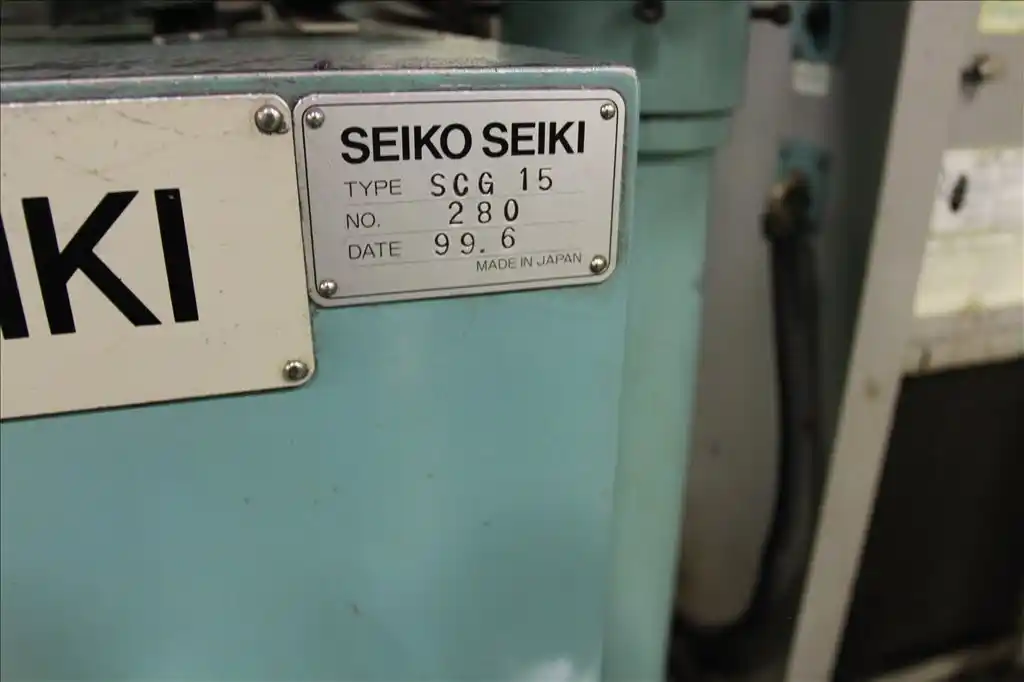 IKI
SEIKO SEIKI
TYPE SCG 15
NO. 280
DATE 99.6
MADE IN JAPAN